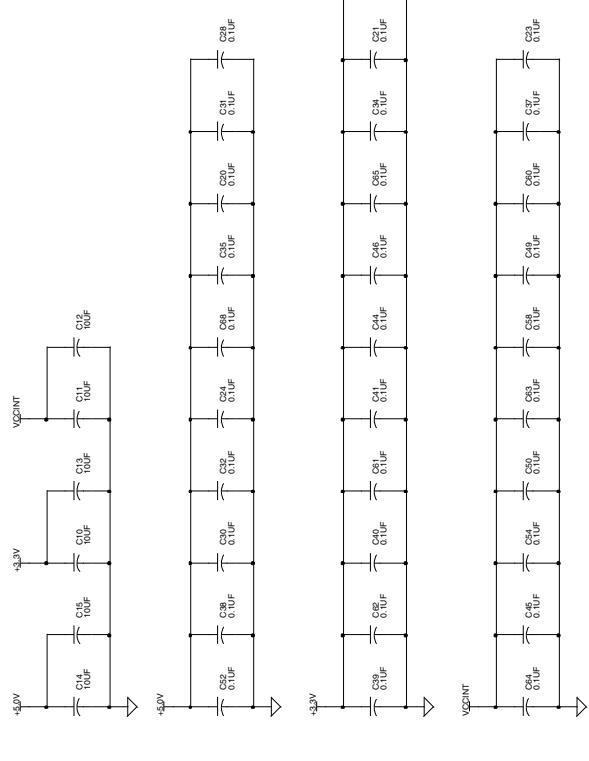 +5.0V
+3.3V
VCCINT
C14
10UF
C15
10UF
C10
10UF
C13
10UF
C11
10UF
C12
10UF
+5.0V
C52
0.1UF
C38
0.1UF
C30
0.1UF
C32
0.1UF
C24
0.1UF
C68
0.1UF
C35
0.1UF
C20
0.1UF
C31
0.1UF
C28
0.1UF
+3.3V
C39
0.1UF
C62
0.1UF
C40
0.1UF
C61
0.1UF
C41
0.1UF
C44
0.1UF
C46
0.1UF
C65
0.1UF
C34
0.1UF
C21
0.1UF
VCCINT
C64
0.1UF
C45
0.1UF
C54
0.1UF
C50
0.1UF
C63
0.1UF
C58
0.1UF
C49
0.1UF
C60
0.1UF
C37
0.1UF
C23
0.1UF